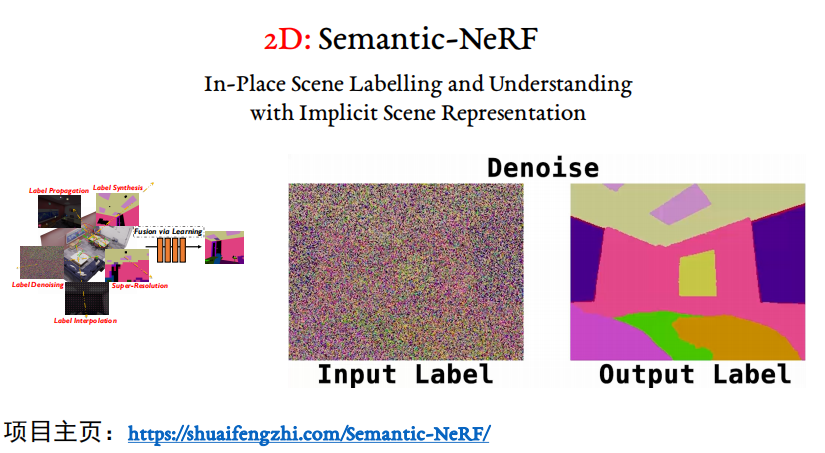 2D: Semantic-NeRF
In-Place Scene Labelling and Understanding
with Implicit Scene Representation
Denoise
Label Propagation
Label Synthesis
Fusion via Learning
Label Denoising
Super-Resolution
Label Interpolation
Input Label
Output Label
项目主页：https://shuaifengzhi.com/Semantic-NeRF/